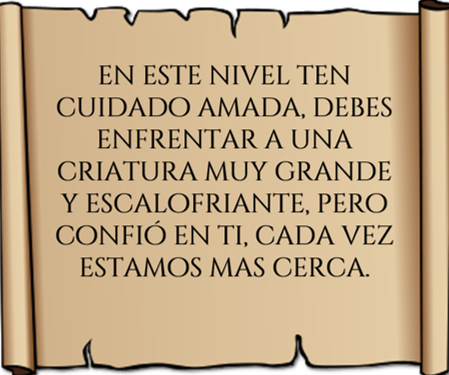 EN ESTE NIVEL TEN
CUIDADO AMADA, DEBES
ENFRENTAR A UNA
CRIATURA MUY GRANDE
Y ESCALOFRIANTE, PERO
CONFIÓ EN TI, CADA VEZ
ESTAMOS MAS CERCA.